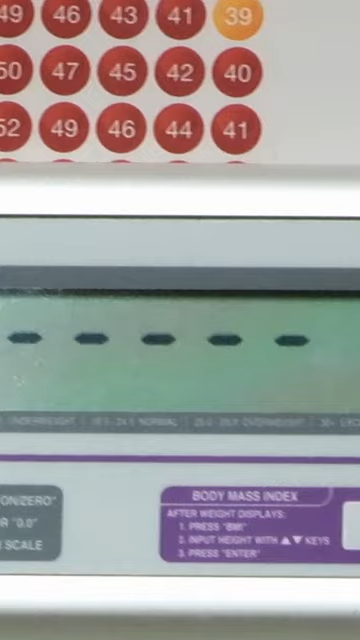 49 46 43 41 39
50 47 45 42 40
52 49 46 44 41
- - - - -
UNDERWEIGHT | 18.5 - 24.9 NORMAL | 25.0 - 29.9 OVERWEIGHT | 30+
ON/ZERO"
R "0.0"
SCALE
BODY MASS INDEX
AFTER WEIGHT DISPLAYS:
1. PRESS "BMI"
2. INPUT HEIGHT WITH ▲▼ KEYS
3. PRESS "ENTER"